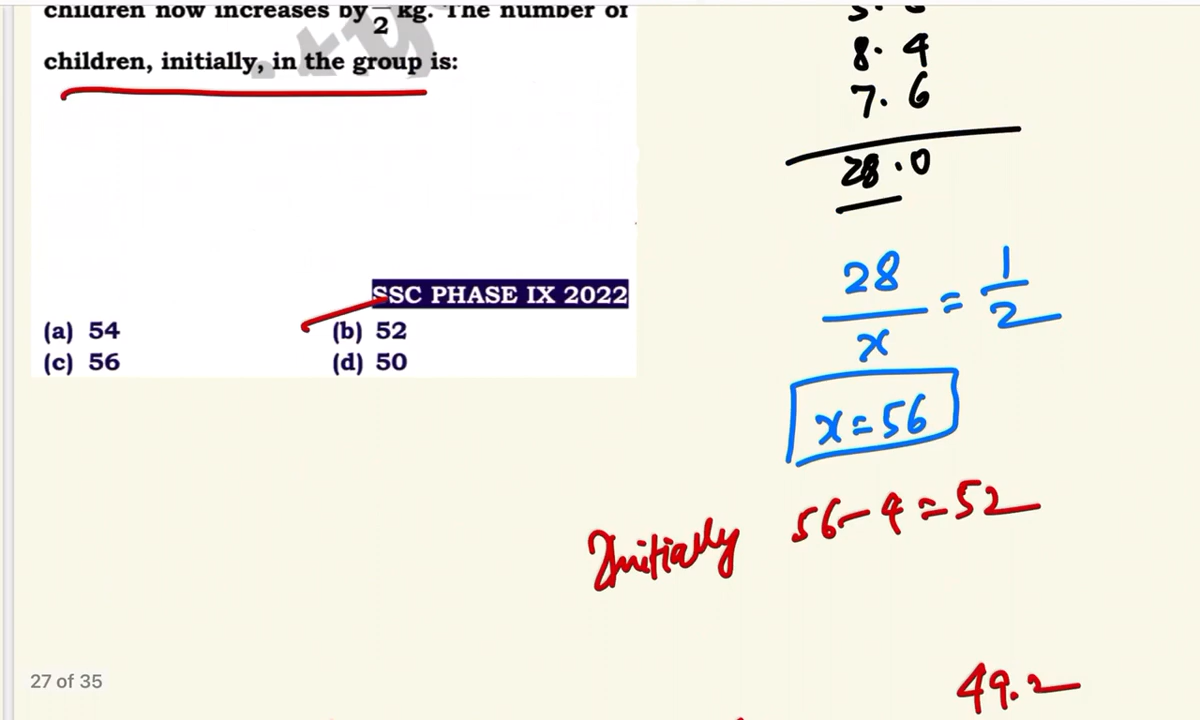 children now increases by 1/2 kg. The number of
children, initially, in the group is:
SSC PHASE IX 2022
(a) 54 (b) 52
(c) 56 (d) 50
8.4
7.6
28.0
28/x = 1/2
x=56
Initially 56-4=52
49.2
27 of 35